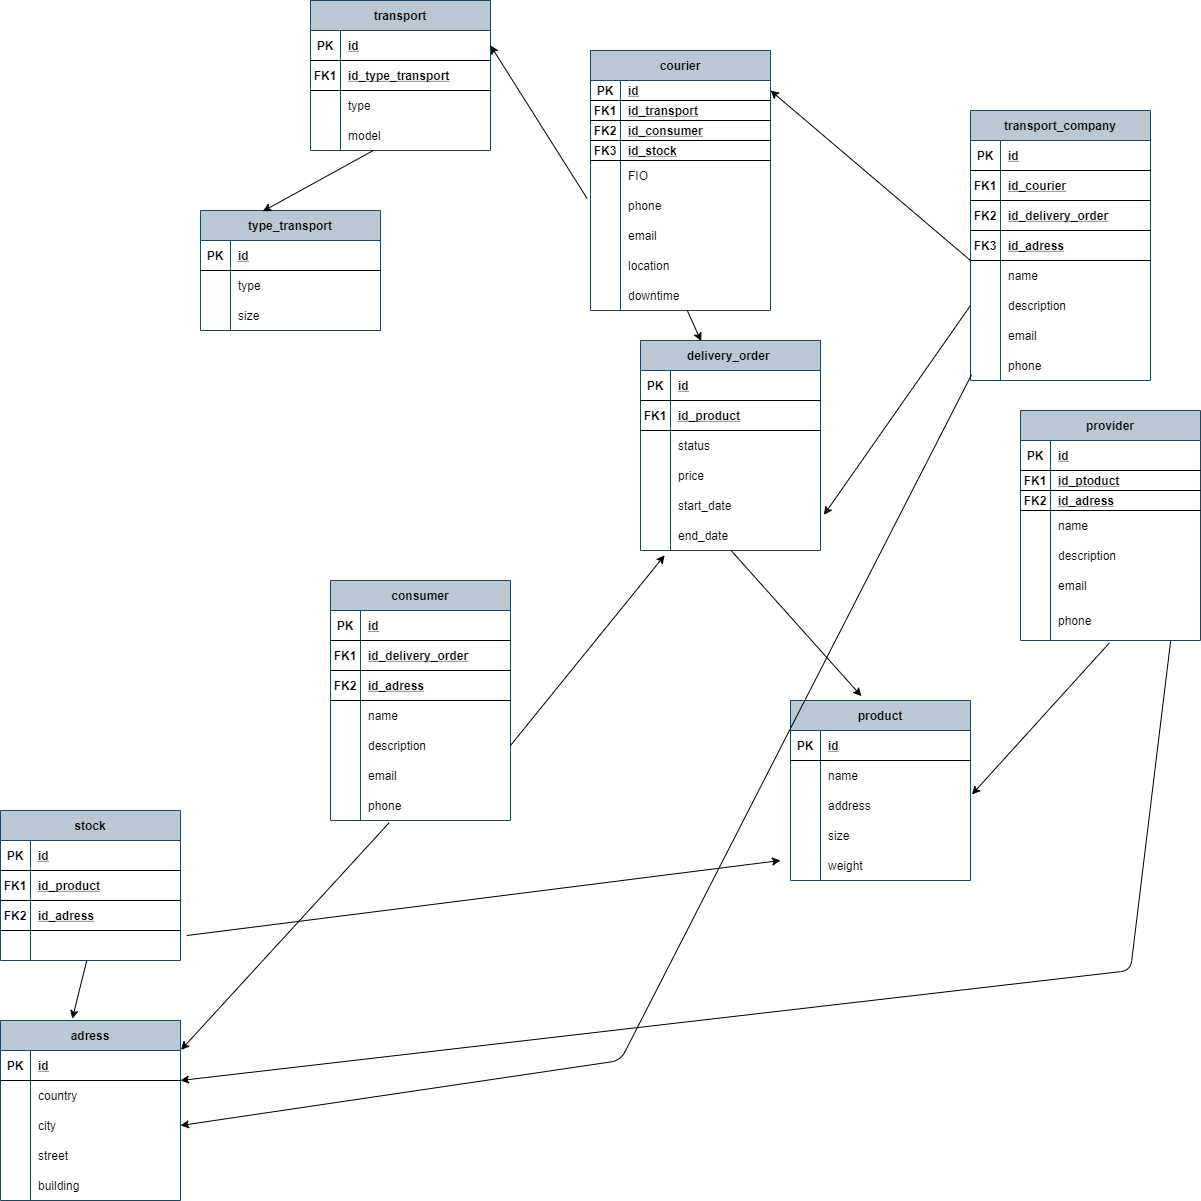 transport
PK id
FK1 id_type_transport
type
model
type_transport
PK id
type
size
courier
PK id
FK1 id_transport
FK2 id_consumer
FK3 id_stock
FIO
phone
email
location
downtime
transport_company
PK id
FK1 id_courier
FK2 id_delivery_order
FK3 id_adress
name
description
email
phone
delivery_order
PK id
FK1 id_product
status
price
start_date
end_date
provider
PK id
FK1 id_ptoduct
FK2 id_adress
name
description
email
phone
consumer
PK id
FK1 id_delivery_order
FK2 id_adress
name
description
email
phone
product
PK id
name
address
size
weight
stock
PK id
FK1 id_product
FK2 id_adress
adress
PK id
country
city
street
building